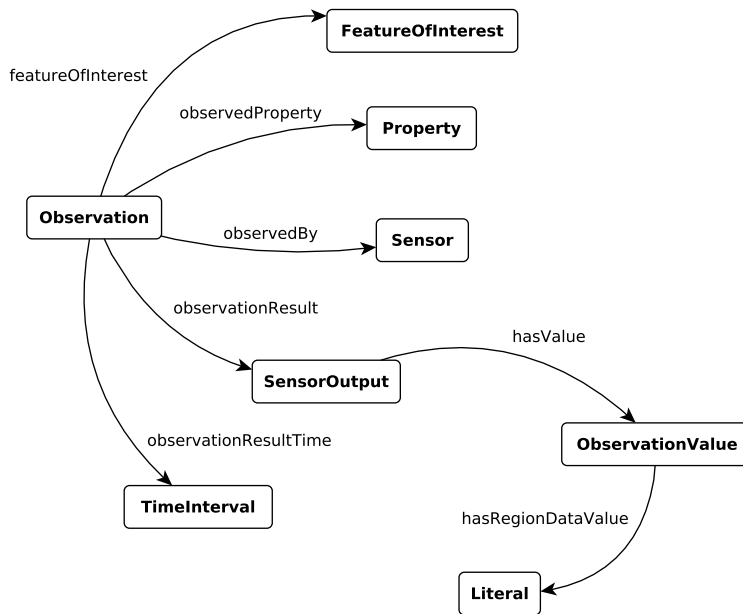 FeatureOfInterest
featureOfInterest
observedProperty
Property
Observation
observedBy
Sensor
observationResult
hasValue
SensorOutput
observationResultTime
ObservationValue
TimeInterval
hasRegionDataValue
Literal